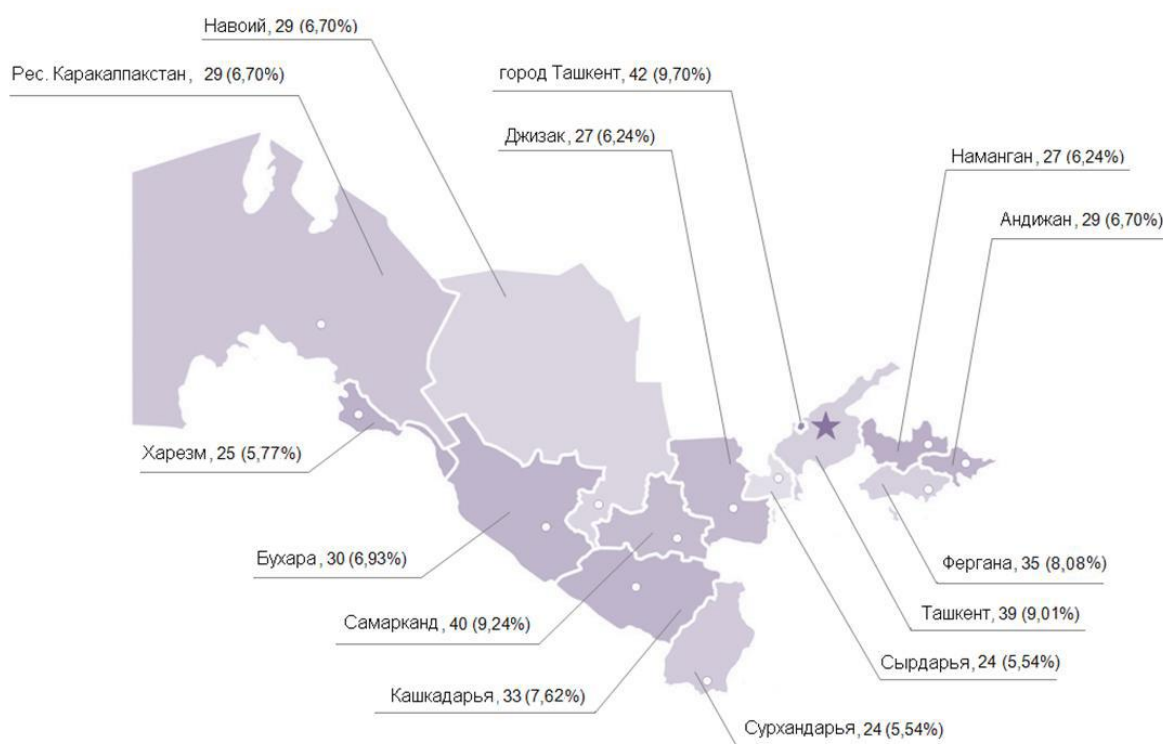 Навоий, 29 (6,70%)
Рес. Каракалпакстан, 29 (6,70%)
город Ташкент, 42 (9,70%)
Джизак, 27 (6,24%)
Наманган, 27 (6,24%)
Андижан, 29 (6,70%)
Харезм, 25 (5,77%)
Бухара, 30 (6,93%)
Фергана, 35 (8,08%)
Самарканд, 40 (9,24%)
Ташкент, 39 (9,01%)
Сырдарья, 24 (5,54%)
Кашкадарья, 33 (7,62%)
Сурхандарья, 24 (5,54%)